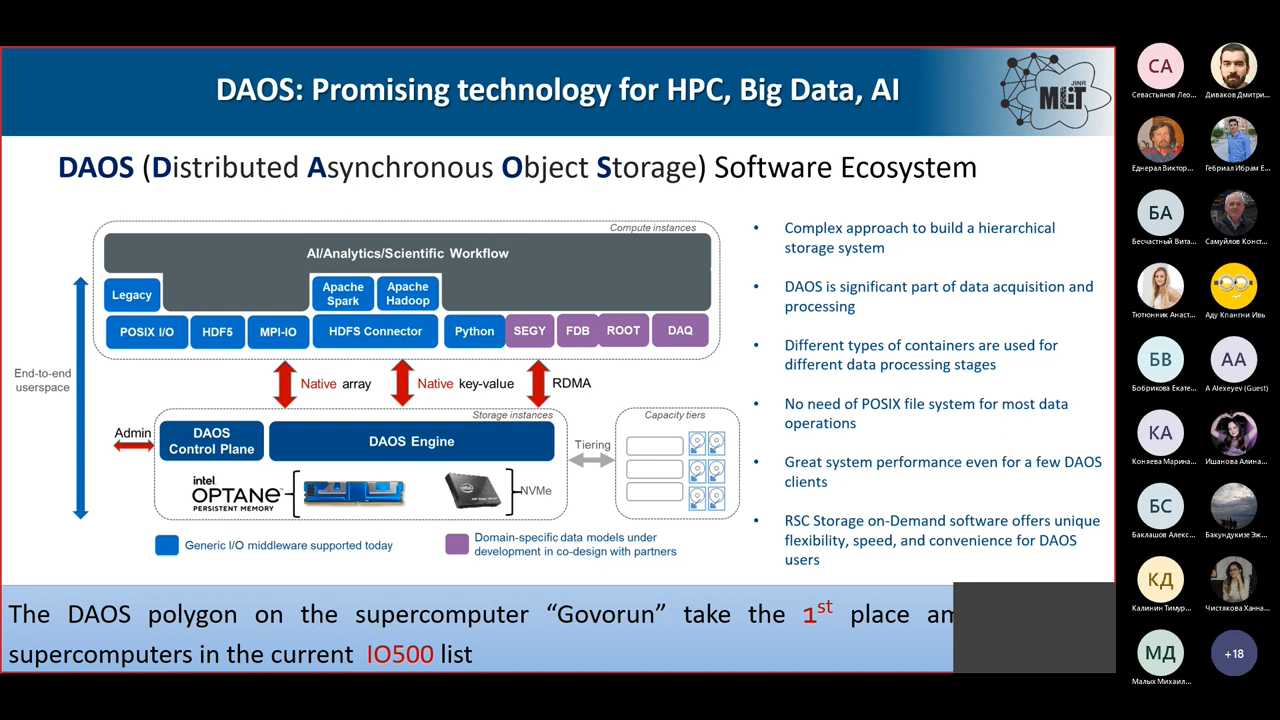 DAOS: Promising technology for HPC, Big Data, AI
JINR
MLIT
DAOS (Distributed Asynchronous Object Storage) Software Ecosystem
Compute instances
AI/Analytics/Scientific Workflow
Legacy
Apache
Spark
Apache
Hadoop
POSIX I/O
HDF5
MPI-IO
HDFS Connector
Python
SEGY
FDB
ROOT
DAQ
End-to-end
userspace
Native array
Native key-value
RDMA
Storage instances
Capacity tiers
Admin
DAOS
Control Plane
DAOS Engine
Tiering
intel
OPTANE
PERSISTENT MEMORY
NVMe
Generic I/O middleware supported today
Domain-specific data models under
development in co-design with partners
• Complex approach to build a hierarchical
storage system
• DAOS is significant part of data acquisition and
processing
• Different types of containers are used for
different data processing stages
• No need of POSIX file system for most data
operations
• Great system performance even for a few DAOS
clients
• RSC Storage on-Demand software offers unique
flexibility, speed, and convenience for DAOS
users
The DAOS polygon on the supercomputer “Govorun” take the 1st place am
supercomputers in the current IO500 list
СА
Севастьянов Лео...
Диваков Дмитри...
Еднерал Виктор...
Гебриал Ибрам Е...
БА
Бесчастный Вита...
Самуйлов Конст...
Тютюнник Анаст...
Аду Кпангни Ивь
БВ
Бобрикова Екате...
AA
A Alexeyev (Guest)
КА
Коняева Марина...
Ишанова Алина...
БС
Баклашов Алекс...
Бакундукизе Эж...
КД
Калинин Тимур...
Чистякова Ханна...
МД
Малых Михаил...
+18